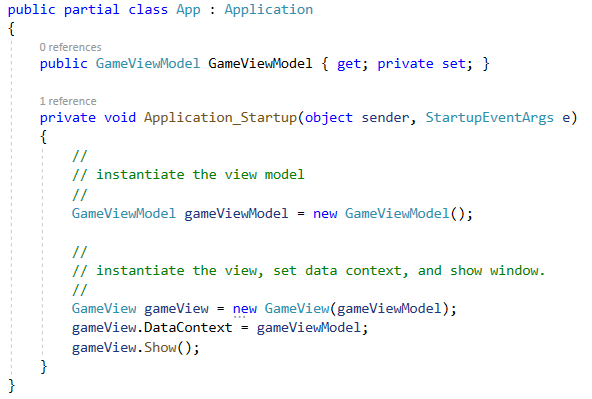 public partial class App : Application
{
0 references
public GameViewModel GameViewModel { get; private set; }
1 reference
private void Application_Startup(object sender, StartupEventArgs e)
{
//
// instantiate the view model
//
GameViewModel gameViewModel = new GameViewModel();
//
// instantiate the view, set data context, and show window.
//
GameView gameView = new GameView(gameViewModel);
gameView.DataContext = gameViewModel;
gameView.Show();
}
}